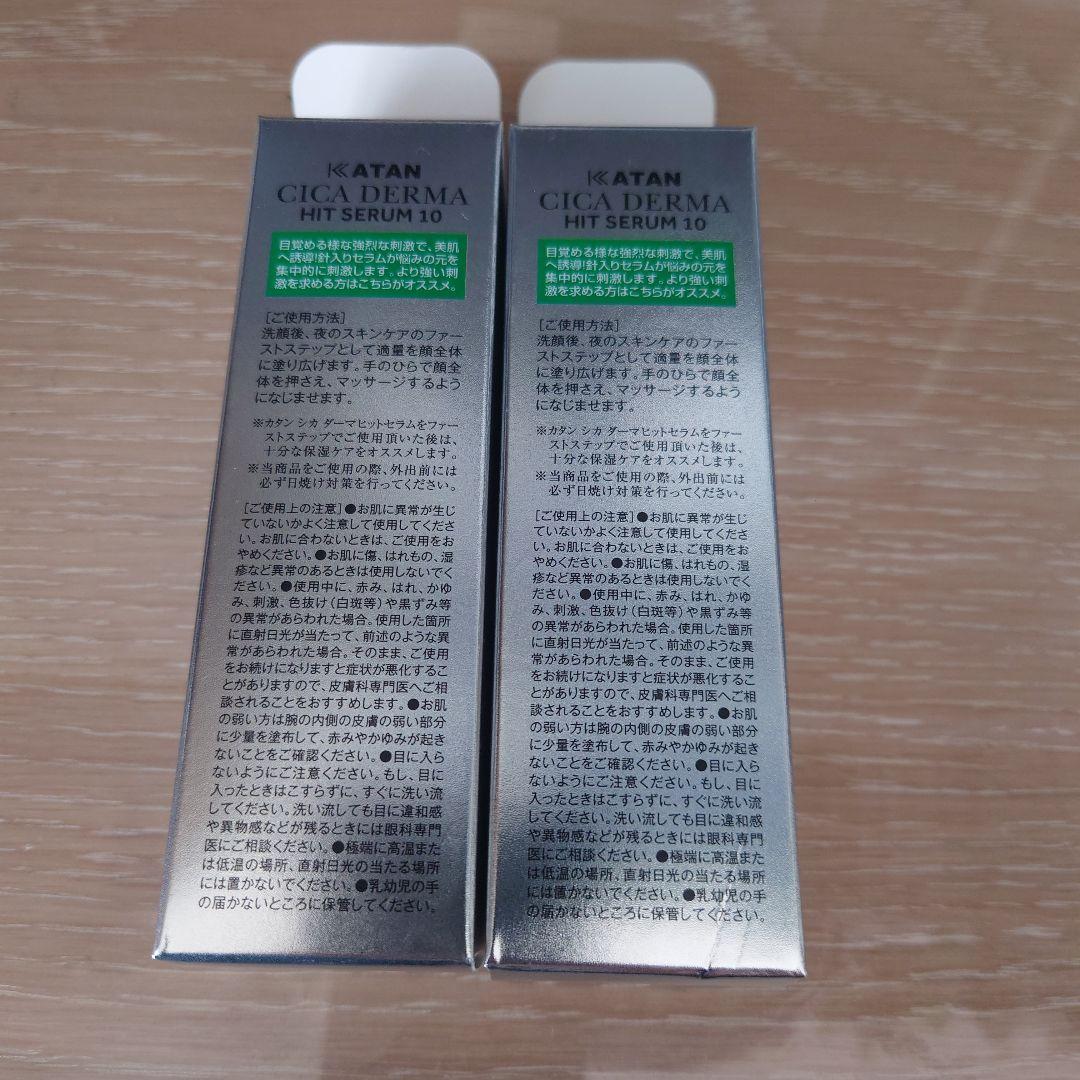 KATAN
CICA DERMA
HIT SERUM 10
目覚める様な強烈な刺激で、美肌
へ誘導!針入りセラムが悩みの元を
集中的に刺激します。より強い刺
激を求める方はこちらがオススメ。
[ご使用方法]
洗顔後、夜のスキンケアのファー
ストステップとして適量を顔全体
に塗り広げます。手のひらで顔全
体を押さえ、マッサージするよう
になじませます。
※カタン シカ ダーマヒットセラムをファー
ストステップでご使用頂いた後は、
十分な保湿ケアをオススメします。
※当商品をご使用の際、外出前には
必ず日焼け対策を行ってください。
[ご使用上の注意]●お肌に異常が生じ
ていないかよく注意して使用してくださ
い。お肌に合わないときは、ご使用をお
やめください。●お肌に傷、はれもの、湿
疹など異常のあるときは使用しないでく
ださい。●使用中に、赤み、はれ、かゆ
み、刺激、色抜け(白斑等)や黒ずみ等
の異常があらわれた場合。使用した箇所
に直射日光が当たって、前述のような異
常があらわれた場合。そのまま、ご使用
をお続けになりますと症状が悪化するこ
とがありますので、皮膚科専門医へご相
談されることをおすすめします。●お肌
の弱い方は腕の内側の皮膚の弱い部分
に少量を塗布して、赤みやかゆみが起き
ないことをご確認ください。●目に入ら
ないようにご注意ください。もし、目に
入ったときはこすらずに、すぐに洗い流
してください。洗い流しても目に違和感
や異物感などが残るときには眼科専門
医にご相談ください。●極端に高温また
は低温の場所、直射日光の当たる場所
には置かないでください。●乳幼児の手
の届かないところに保管してください。
KATAN
CICA DERMA
HIT SERUM 10
目覚める様な強烈な刺激で、美肌
へ誘導!針入りセラムが悩みの元を
集中的に刺激します。より強い刺
激を求める方はこちらがオススメ。
[ご使用方法]
洗顔後、夜のスキンケアのファー
ストステップとして適量を顔全体
に塗り広げます。手のひらで顔全
体を押さえ、マッサージするよう
になじませます。
※カタン シカ ダーマヒットセラムをファー
ストステップでご使用頂いた後は、
十分な保湿ケアをオススメします。
※当商品をご使用の際、外出前には
必ず日焼け対策を行ってください。
[ご使用上の注意]●お肌に異常が生じ
ていないかよく注意して使用してくださ
い。お肌に合わないときは、ご使用をお
やめください。●お肌に傷、はれもの、湿
疹など異常のあるときは使用しないでく
ださい。●使用中に、赤み、はれ、かゆ
み、刺激、色抜け(白斑等)や黒ずみ等
の異常があらわれた場合。使用した箇所
に直射日光が当たって、前述のような異
常があらわれた場合。そのまま、ご使用
をお続けになりますと症状が悪化するこ
とがありますので、皮膚科専門医へご相
談されることをおすすめします。●お肌
の弱い方は腕の内側の皮膚の弱い部分
に少量を塗布して、赤みやかゆみが起き
ないことをご確認ください。●目に入ら
ないようにご注意ください。もし、目に
入ったときはこすらずに、すぐに洗い流
してください。洗い流しても目に違和感
や異物感などが残るときには眼科専門
医にご相談ください。●極端に高温また
は低温の場所、直射日光の当たる場所
には置かないでください。●乳幼児の手
の届かないところに保管してください。